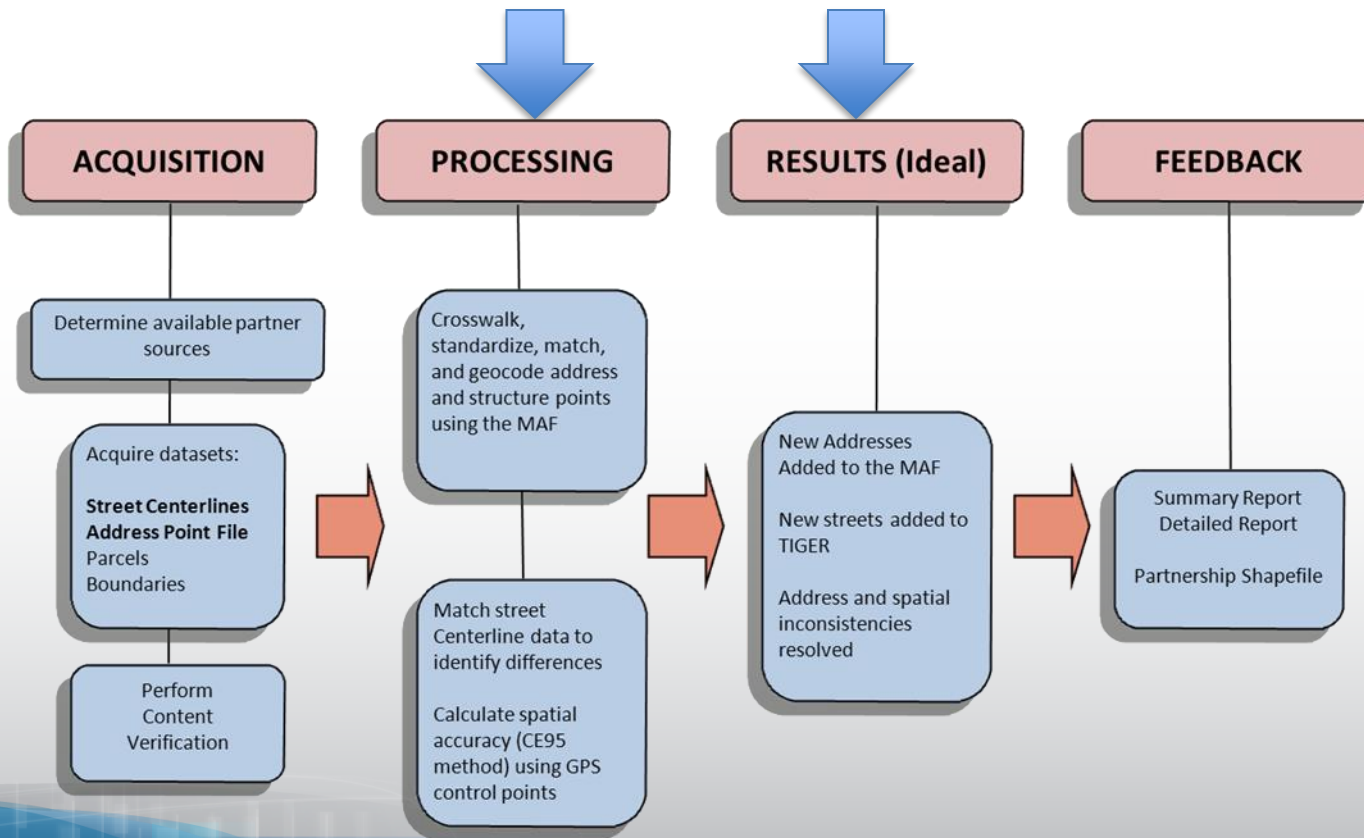 ACQUISITION
Determine available partner
sources
Acquire datasets:
Street Centerlines
Address Point File
Parcels
Boundaries
Perform
Content
Verification
PROCESSING
Crosswalk,
standardize, match,
and geocode address
and structure points
using the MAF
Match street
Centerline data to
identify differences
Calculate spatial
accuracy (CE95
method) using GPS
control points
RESULTS (Ideal)
New Addresses
Added to the MAF
New streets added to
TIGER
Address and spatial
inconsistencies
resolved
FEEDBACK
Summary Report
Detailed Report
Partnership Shapefile